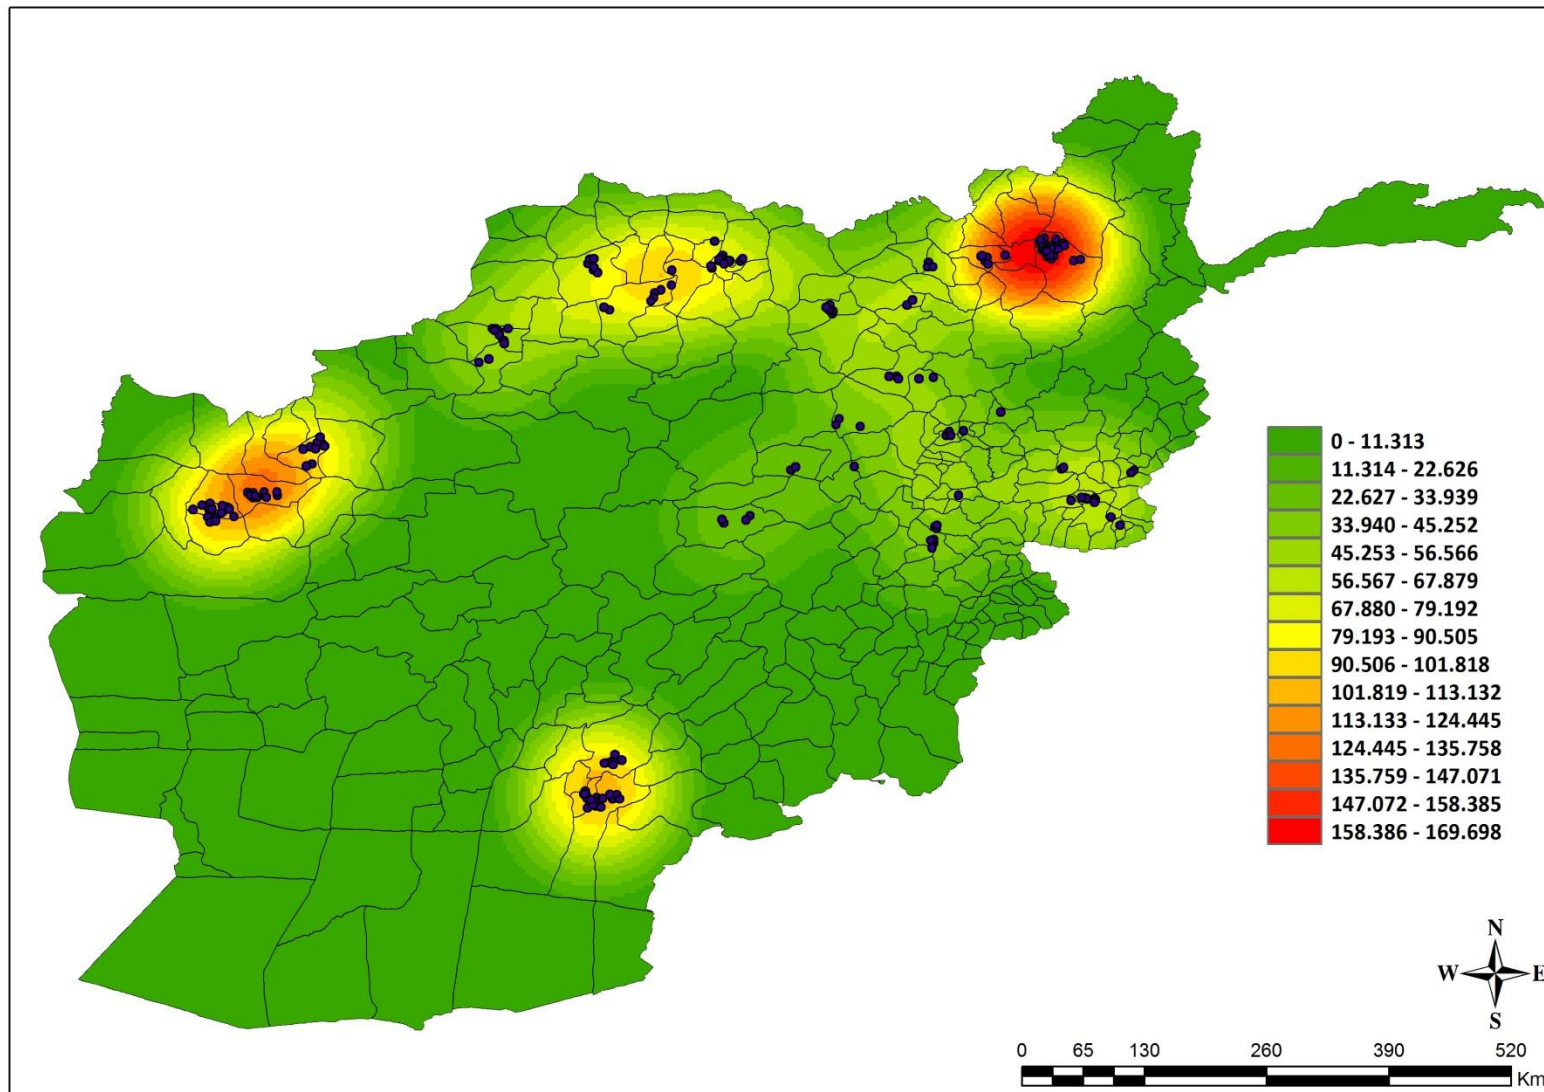 0 - 11.313
11.314 - 22.626
22.627 - 33.939
33.940 - 45.252
45.253 - 56.566
56.567 - 67.879
67.880 - 79.192
79.193 - 90.505
90.506 - 101.818
101.819 - 113.132
113.133 - 124.445
124.445 - 135.758
135.759 - 147.071
147.072 - 158.385
158.386 - 169.698
N
W E
S
0 65 130 260 390 520
Km